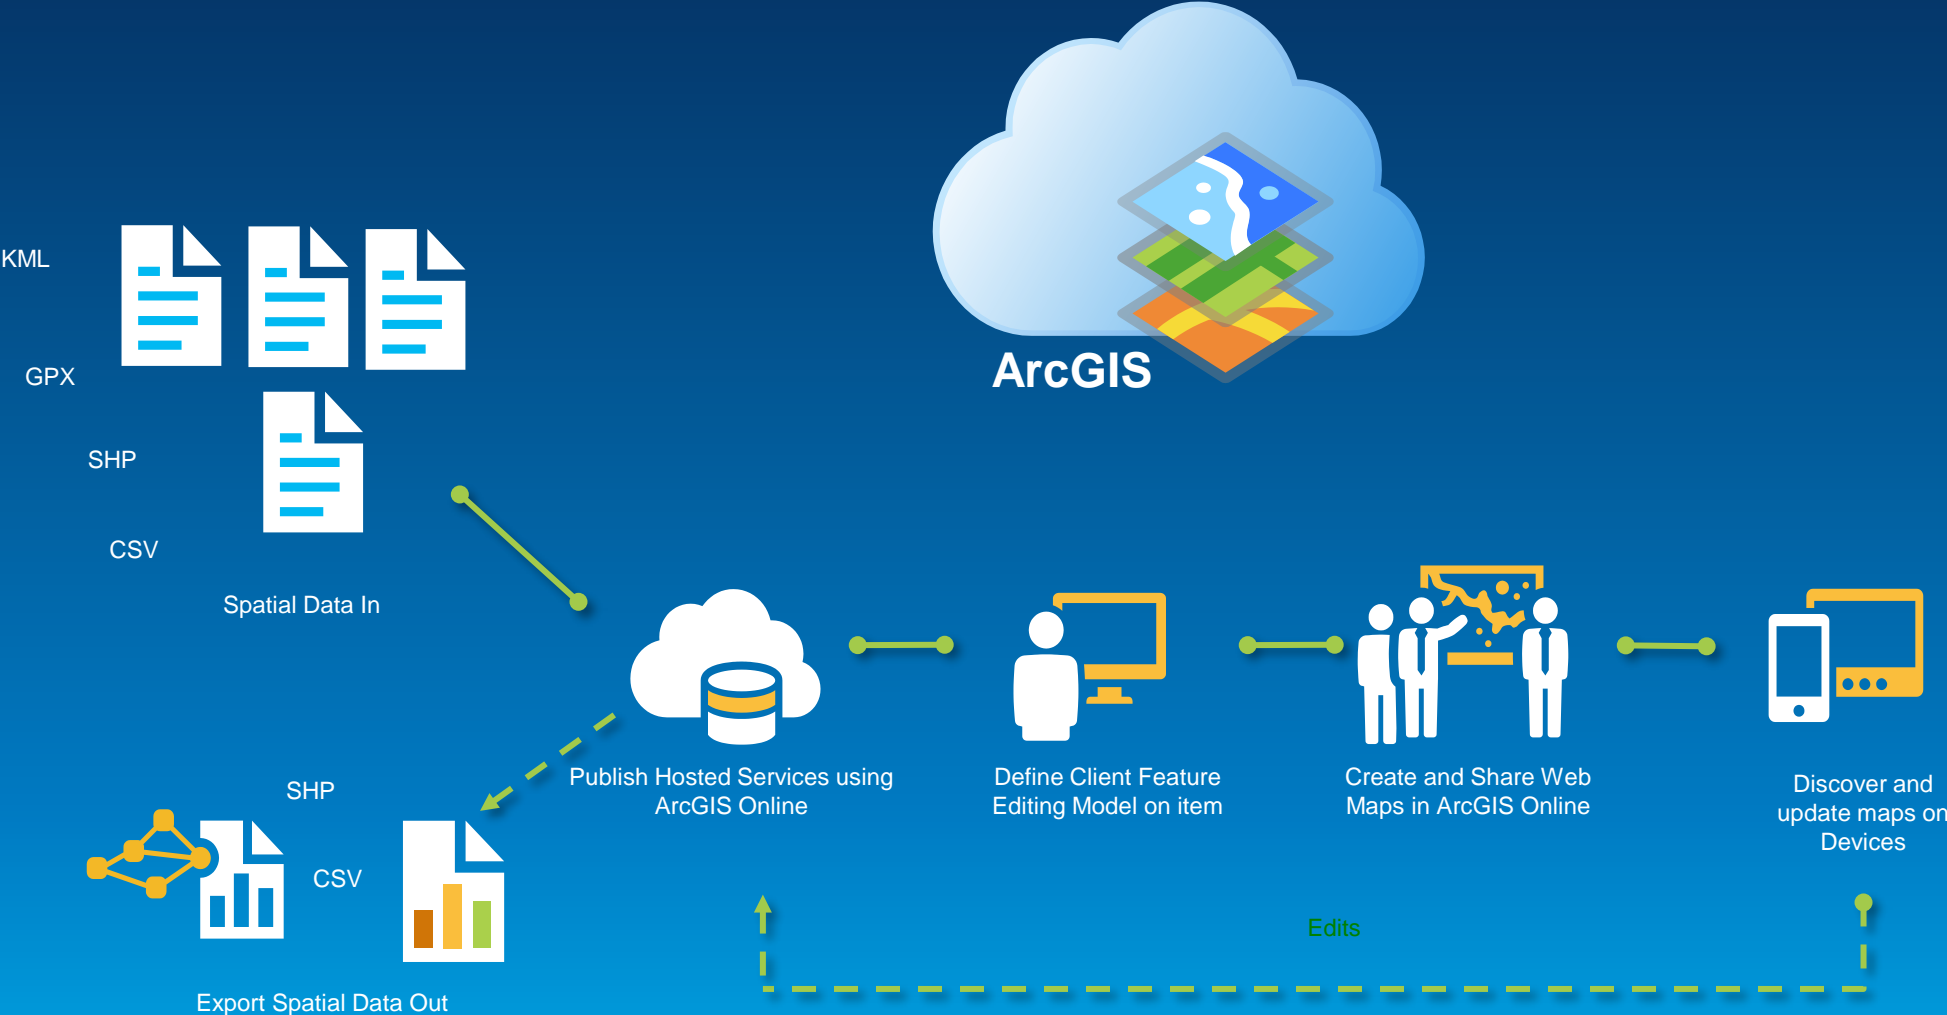 ArcGIS
KML
GPX
SHP
CSV
Spatial Data In
Publish Hosted Services using
ArcGIS Online
Define Client Feature
Editing Model on item
Create and Share Web
Maps in ArcGIS Online
Discover and
update maps on
Devices
SHP
CSV
Export Spatial Data Out
Edits